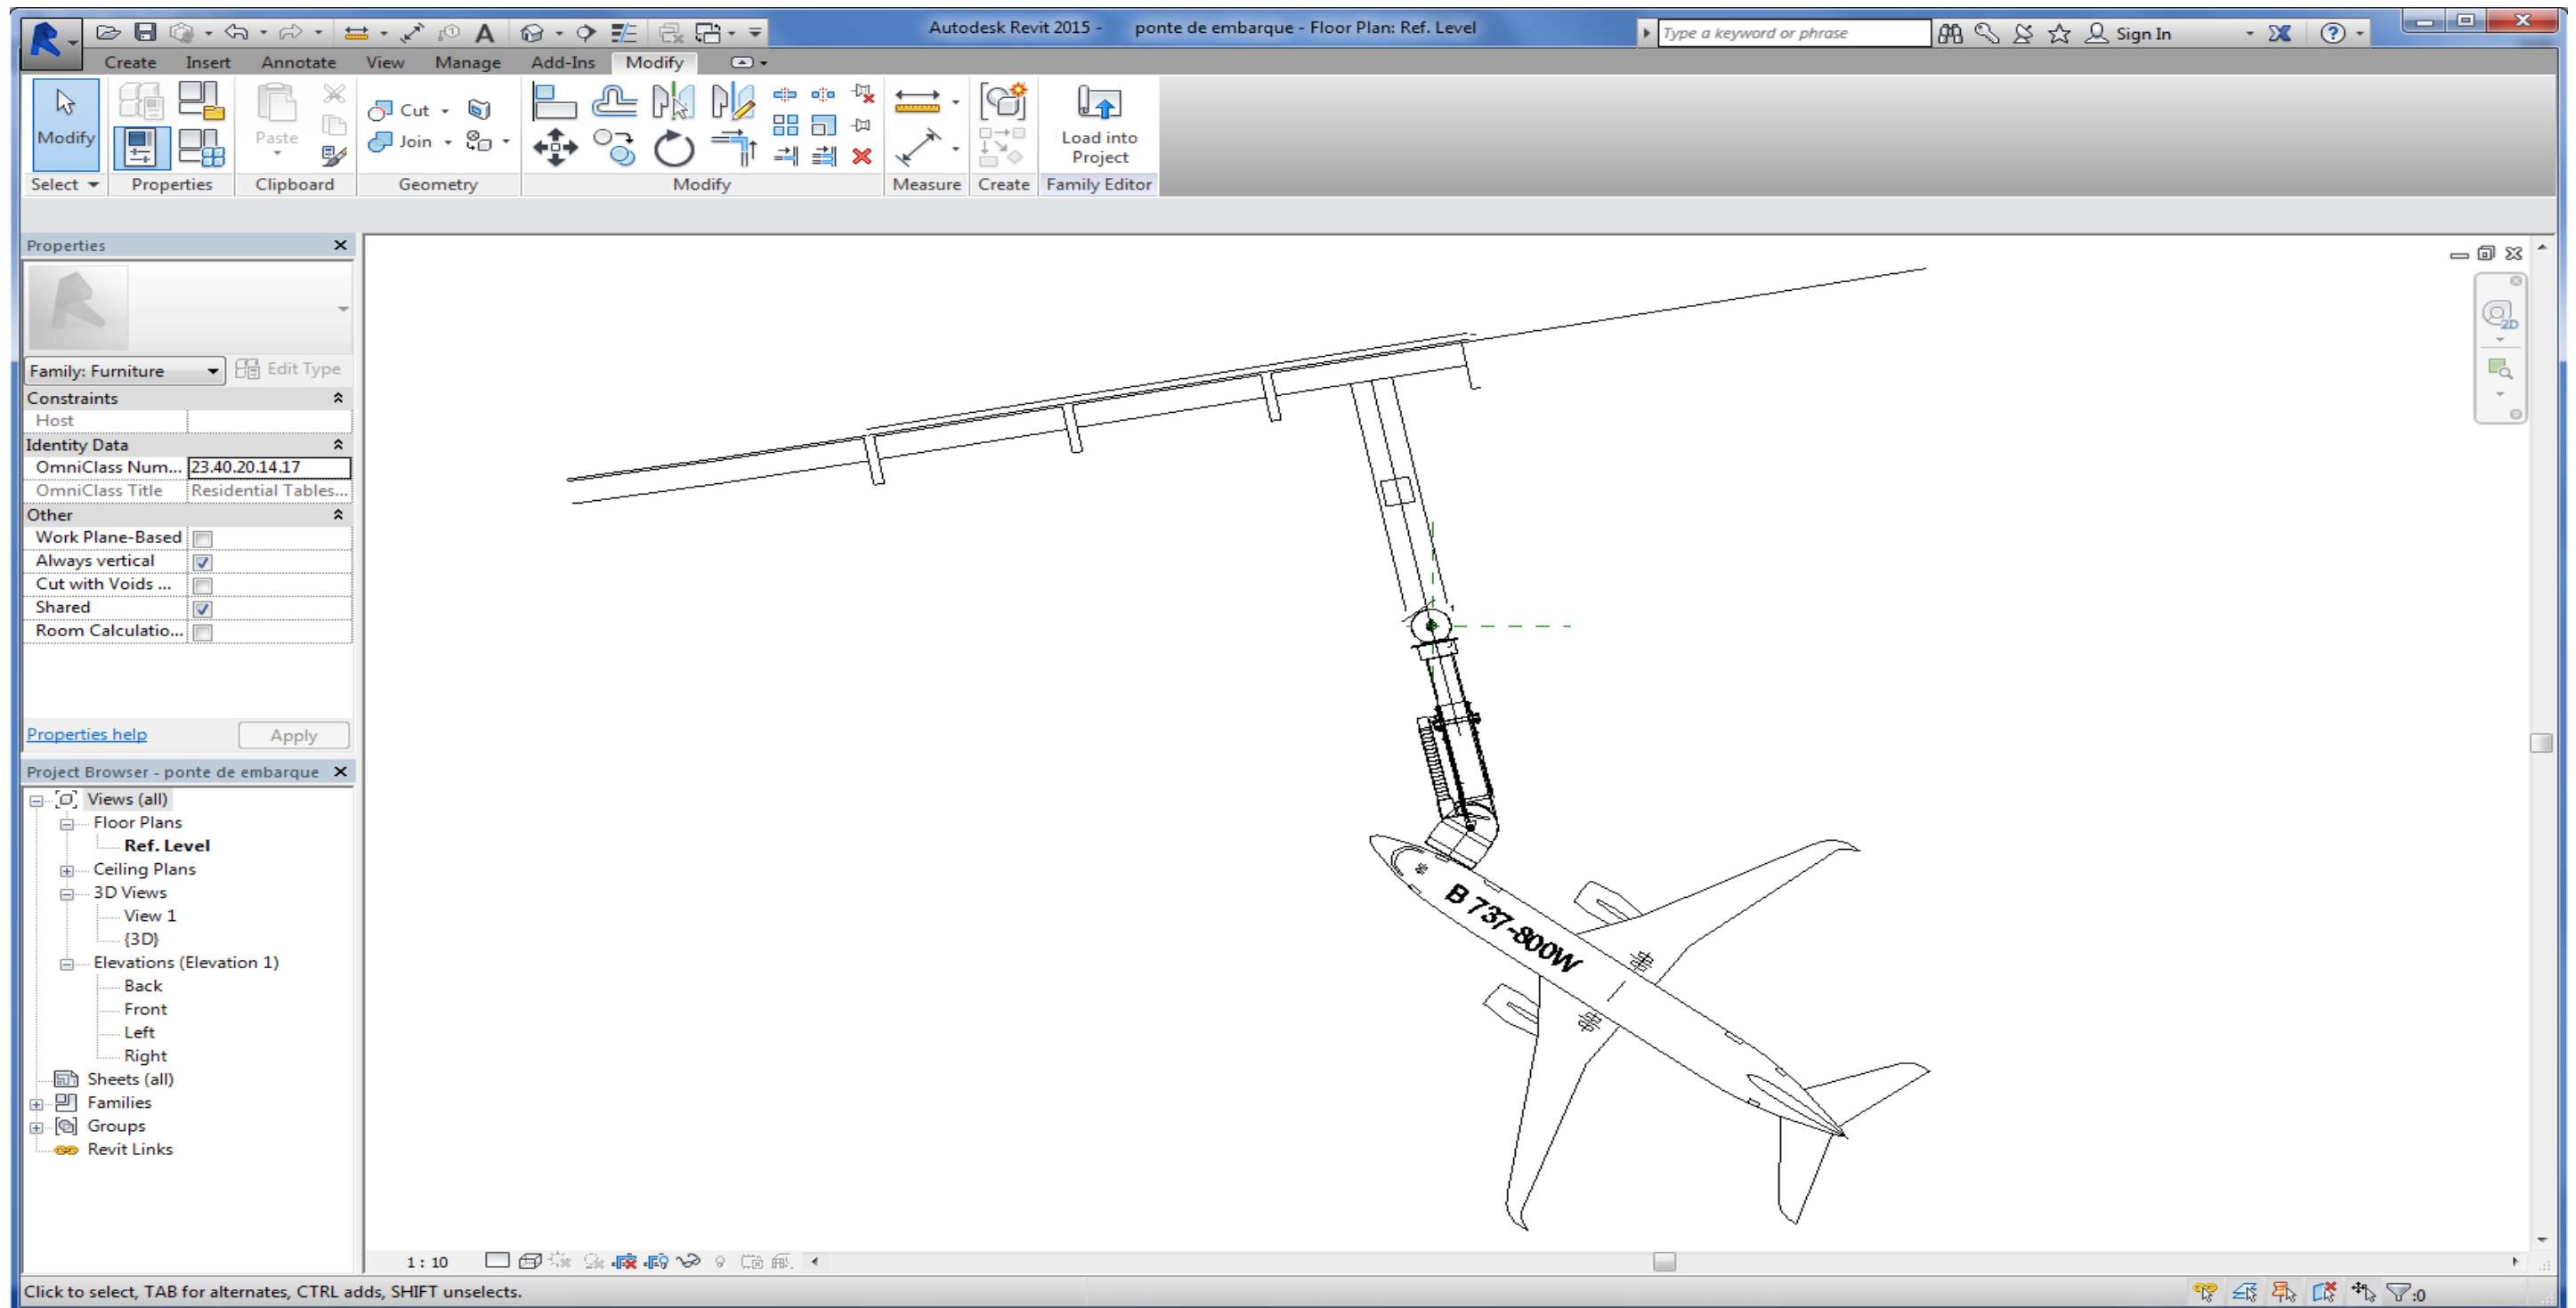 Autodesk Revit 2015 - ponte de embarque - Floor Plan: Ref. Level
Type a keyword or phrase
Sign In
Create Insert Annotate View Manage Add-Ins Modify
Modify
Paste
Cut
Join
Load into Project
Select Properties Clipboard Geometry Modify Measure Create Family Editor
Properties
Family: Furniture
Edit Type
Constraints
Host
Identity Data
OmniClass Num... 23.40.20.14.17
OmniClass Title Residential Tables...
Other
Work Plane-Based
Always vertical
Cut with Voids ...
Shared
Room Calculatio...
Properties help
Apply
Project Browser - ponte de embarque
Views (all)
Floor Plans
Ref. Level
Ceiling Plans
3D Views
View 1
{3D}
Elevations (Elevation 1)
Back
Front
Left
Right
Sheets (all)
Families
Groups
Revit Links
2D
B 737-800W
1 : 10
Click to select, TAB for alternates, CTRL adds, SHIFT unselects.
:0